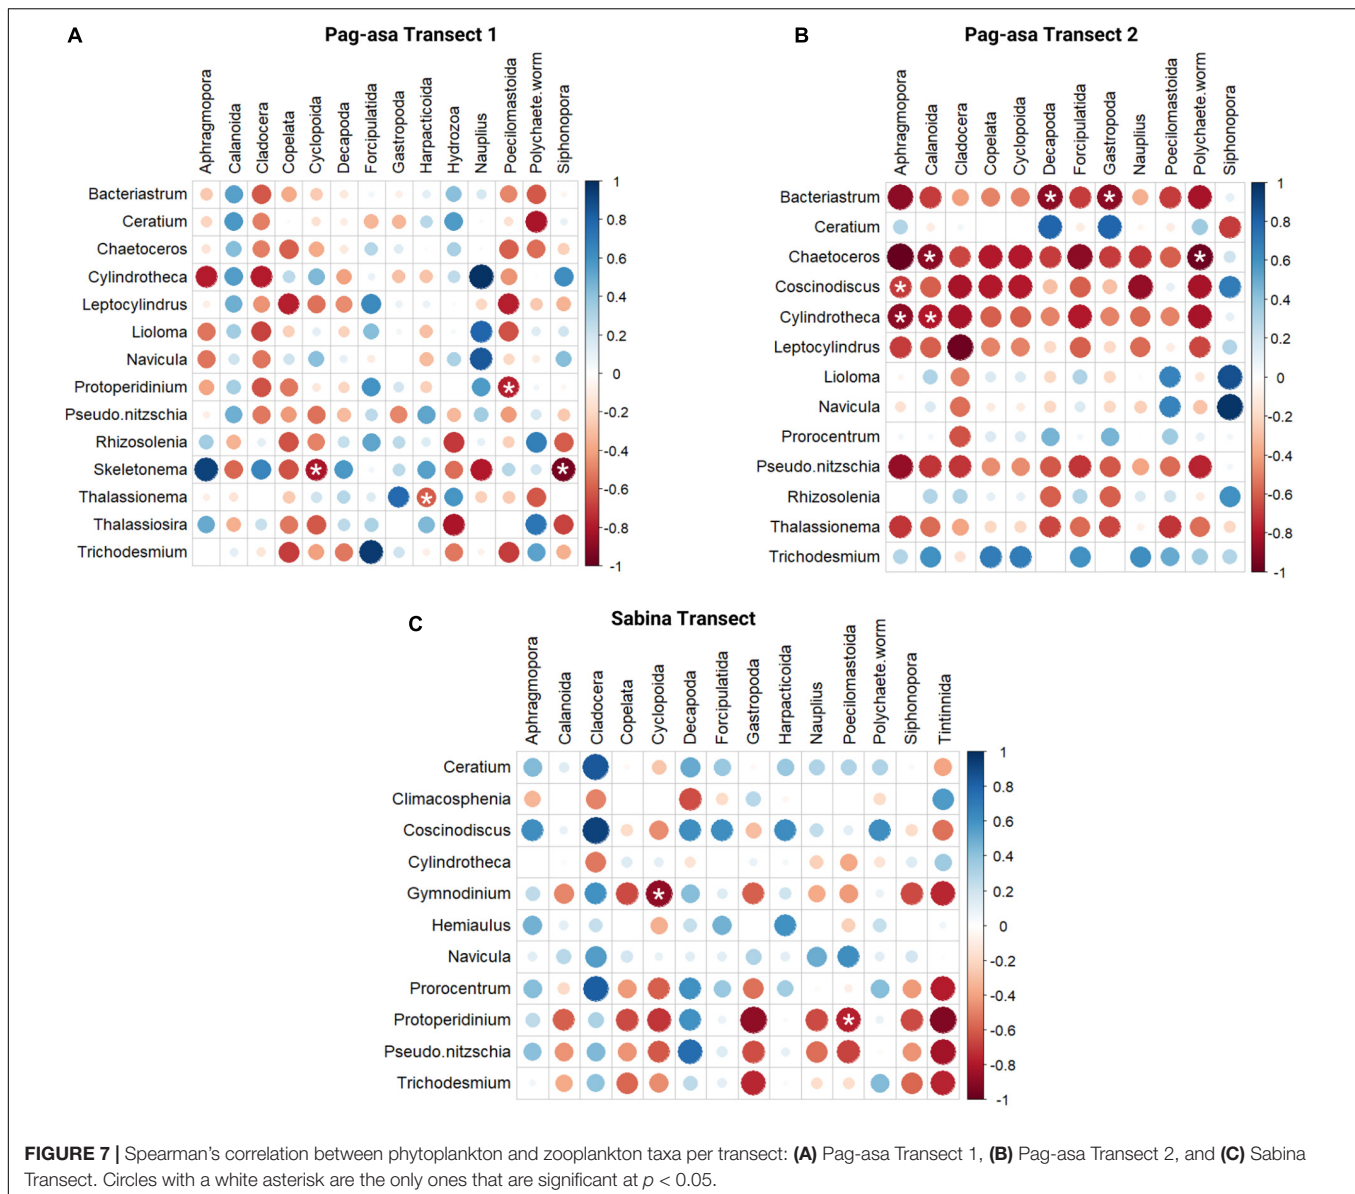 A
Pag-asa Transect 1
Aphragmopora
Calanoida
Cladocera
Copelata
Cyclopoida
Decapoda
Forcipulatida
Gastropoda
Harpacticoida
Hydrozoa
Nauplius
Poecilomastoida
Polychaete.worm
Siphonopora
Bacteriastrum
Ceratium
Chaetoceros
Cylindrotheca
Leptocylindrus
Lioloma
Navicula
Protoperidinium
Pseudo.nitzschia
Rhizosolenia
Skeletonema
Thalassionema
Thalassiosira
Trichodesmium
1
0.8
0.6
0.4
0.2
0
-0.2
-0.4
-0.6
-0.8
-1
B
Pag-asa Transect 2
Aphragmopora
Calanoida
Cladocera
Copelata
Cyclopoida
Decapoda
Forcipulatida
Gastropoda
Nauplius
Poecilomastoida
Polychaete.worm
Siphonopora
Bacteriastrum
Ceratium
Chaetoceros
Coscinodiscus
Cylindrotheca
Leptocylindrus
Lioloma
Navicula
Prorocentrum
Pseudo.nitzschia
Rhizosolenia
Thalassionema
Trichodesmium
1
0.8
0.6
0.4
0.2
0
-0.2
-0.4
-0.6
-0.8
-1
C
Sabina Transect
Aphragmopora
Calanoida
Cladocera
Copelata
Cyclopoida
Decapoda
Forcipulatida
Gastropoda
Harpacticoida
Nauplius
Poecilomastoida
Polychaete.worm
Siphonopora
Tintinnida
Ceratium
Climacosphenia
Coscinodiscus
Cylindrotheca
Gymnodinium
Hemiaulus
Navicula
Prorocentrum
Protoperidinium
Pseudo.nitzschia
Trichodesmium
1
0.8
0.6
0.4
0.2
0
-0.2
-0.4
-0.6
-0.8
-1
FIGURE 7 | Spearman's correlation between phytoplankton and zooplankton taxa per transect: (A) Pag-asa Transect 1, (B) Pag-asa Transect 2, and (C) Sabina
Transect. Circles with a white asterisk are the only ones that are significant at p < 0.05.